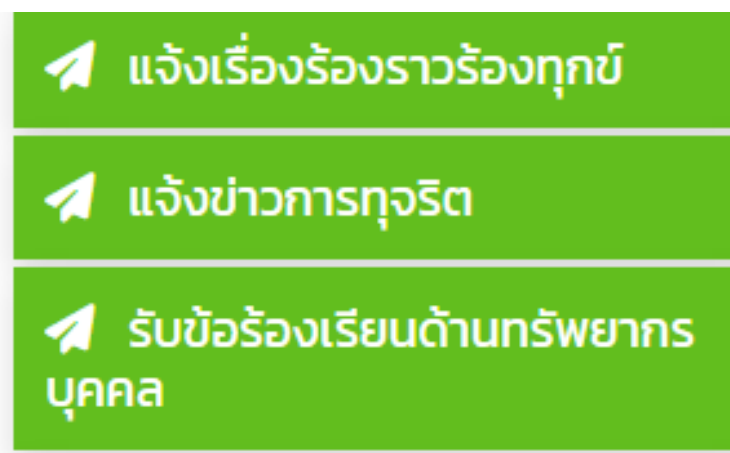 แจ้งเรื่องร้องราวร้องทุกข์
แจ้งข่าวการทุจริต
รับข้อร้องเรียนด้านทรัพยากร
บุคคล